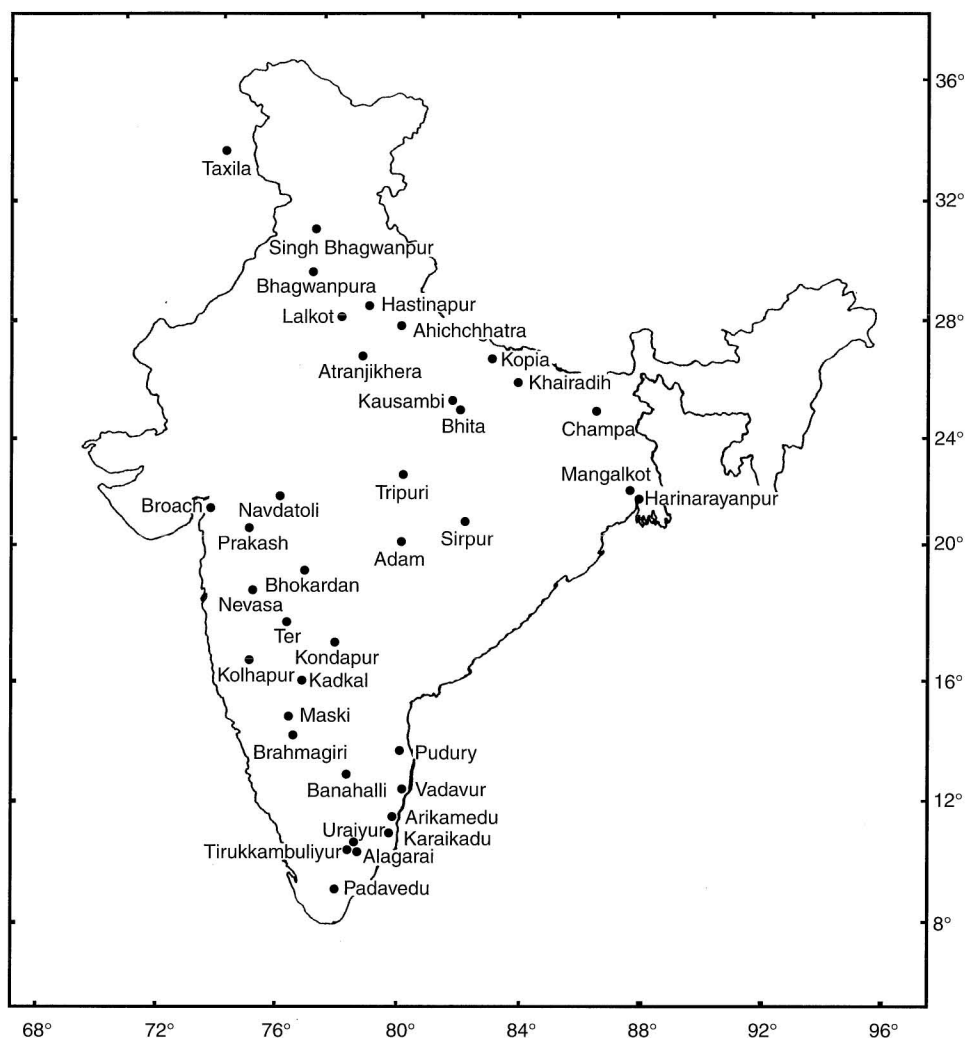 36°
Taxila
32°
Singh Bhagwanpur
Bhagwanpura
Hastinapur
Lalkot
28°
Ahichchhatra
Kopia
Atranjikhera
Khairadih
Kausambi
Bhita
Champa
24°
Mangalkot
Tripuri
Harinarayanpur
Broach
Navdatoli
Prakash
Sirpur
Adam
20°
Bhokardan
Nevasa
Ter
Kondapur
Kolhapur
Kadkal
16°
Maski
Brahmagiri
Pudury
Banahalli
Vadavur
12°
Arikamedu
Uraiyur
Karaikadu
Tirukkambuliyur
Alagarai
Padavedu
8°
68° 72° 76° 80° 84° 88° 92° 96°